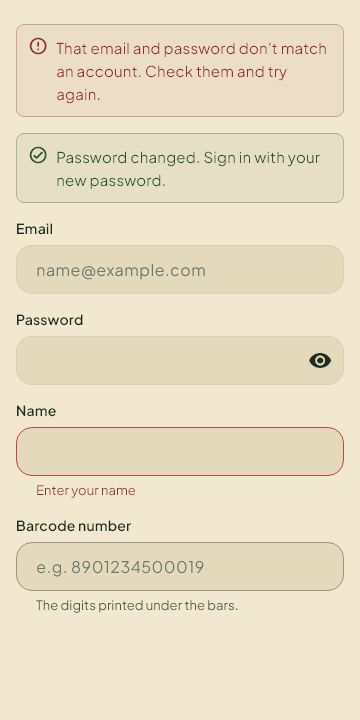 That email and password don't match
an account. Check them and try
again.
Password changed. Sign in with your
new password.
Email
name@example.com
Password
Name
Enter your name
Barcode number
e.g. 8901234500019
The digits printed under the bars.